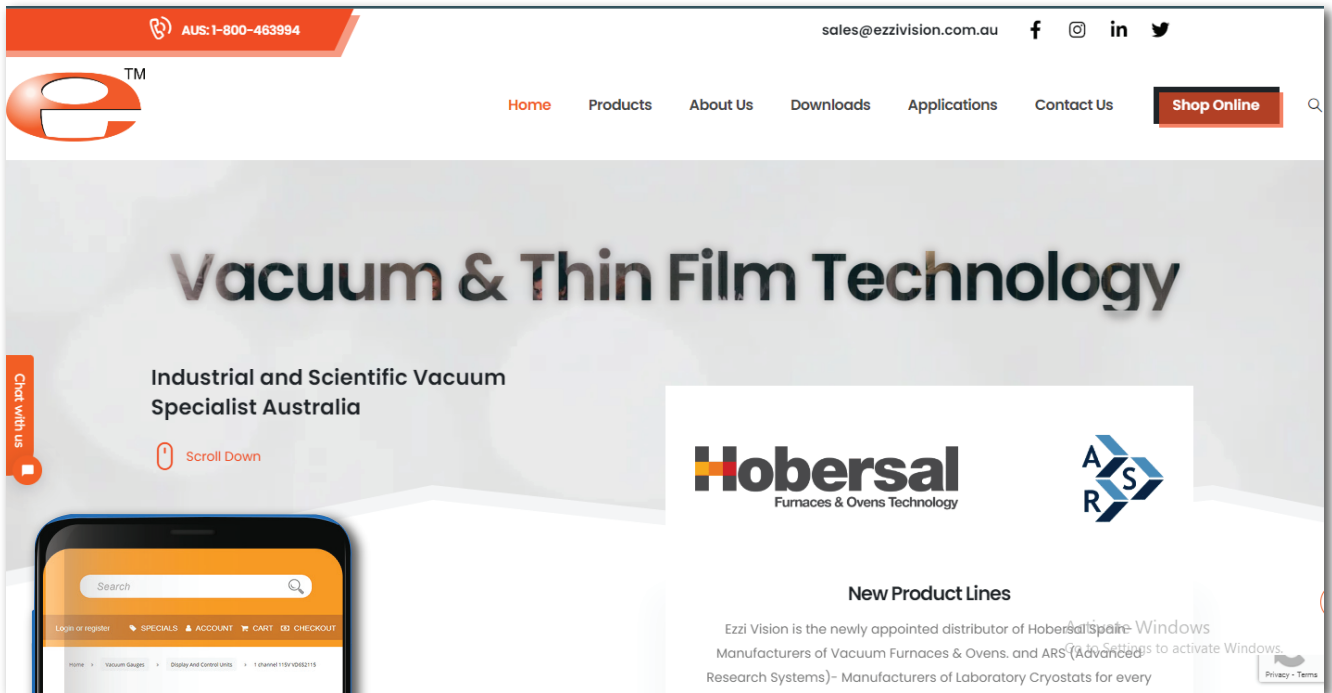 AUS: 1-800-463994
sales@ezzivision.com.au
e™
Home Products About Us Downloads Applications Contact Us Shop Online
Vacuum & Thin Film Technology
Industrial and Scientific Vacuum
Specialist Australia
Scroll Down
Chat with us
Hobersal
Furnaces & Ovens Technology
ASR
New Product Lines
Ezzi Vision is the newly appointed distributor of Hobersal Spain-
Manufacturers of Vacuum Furnaces & Ovens. and ARS (Advanced
Research Systems)- Manufacturers of Laboratory Cryostats for every
Activate Windows
Go to Settings to activate Windows.
Privacy - Terms
Search
Login or register SPECIALS ACCOUNT CART CHECKOUT
Home > Vacuum Gauges > Display And Control Units > 1 channel 115V VD0S2115